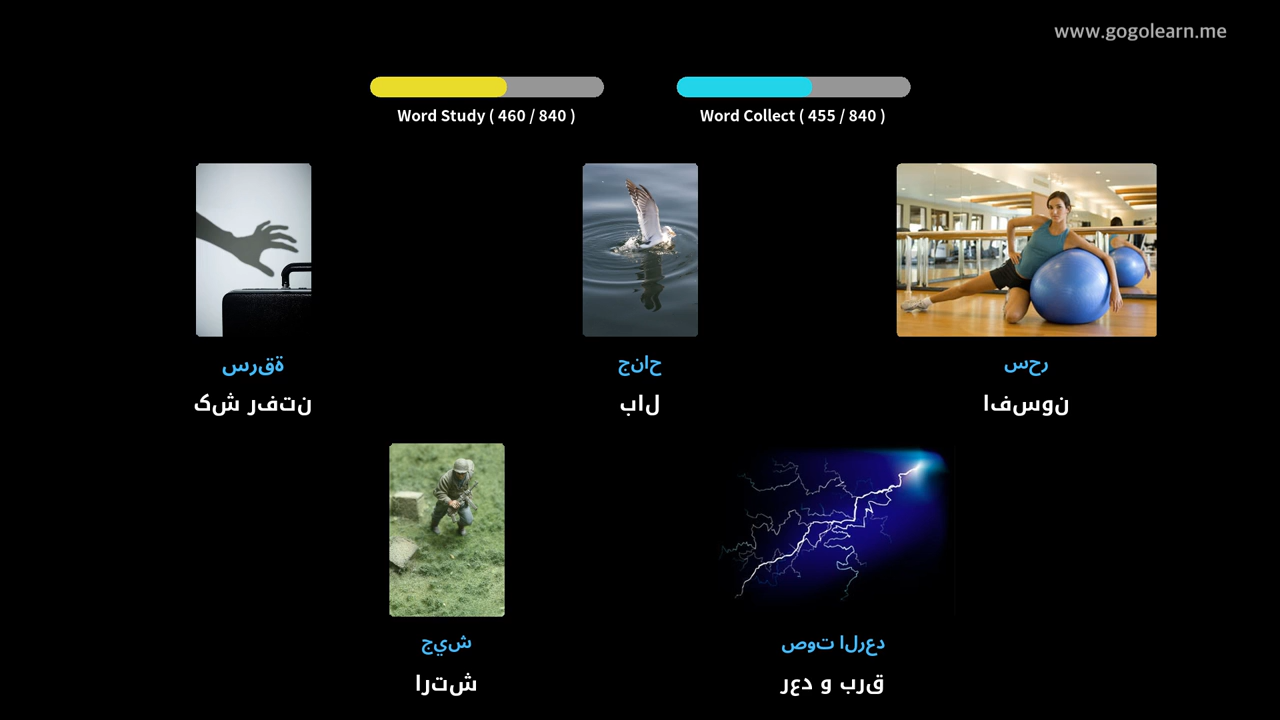 www.gogolearn.me
Word Study ( 460 / 840 )
Word Collect ( 455 / 840 )
سرقة
کش رفتن
جناح
بال
سحر
افسون
جيش
ارتش
صوت الرعد
رعد و برق